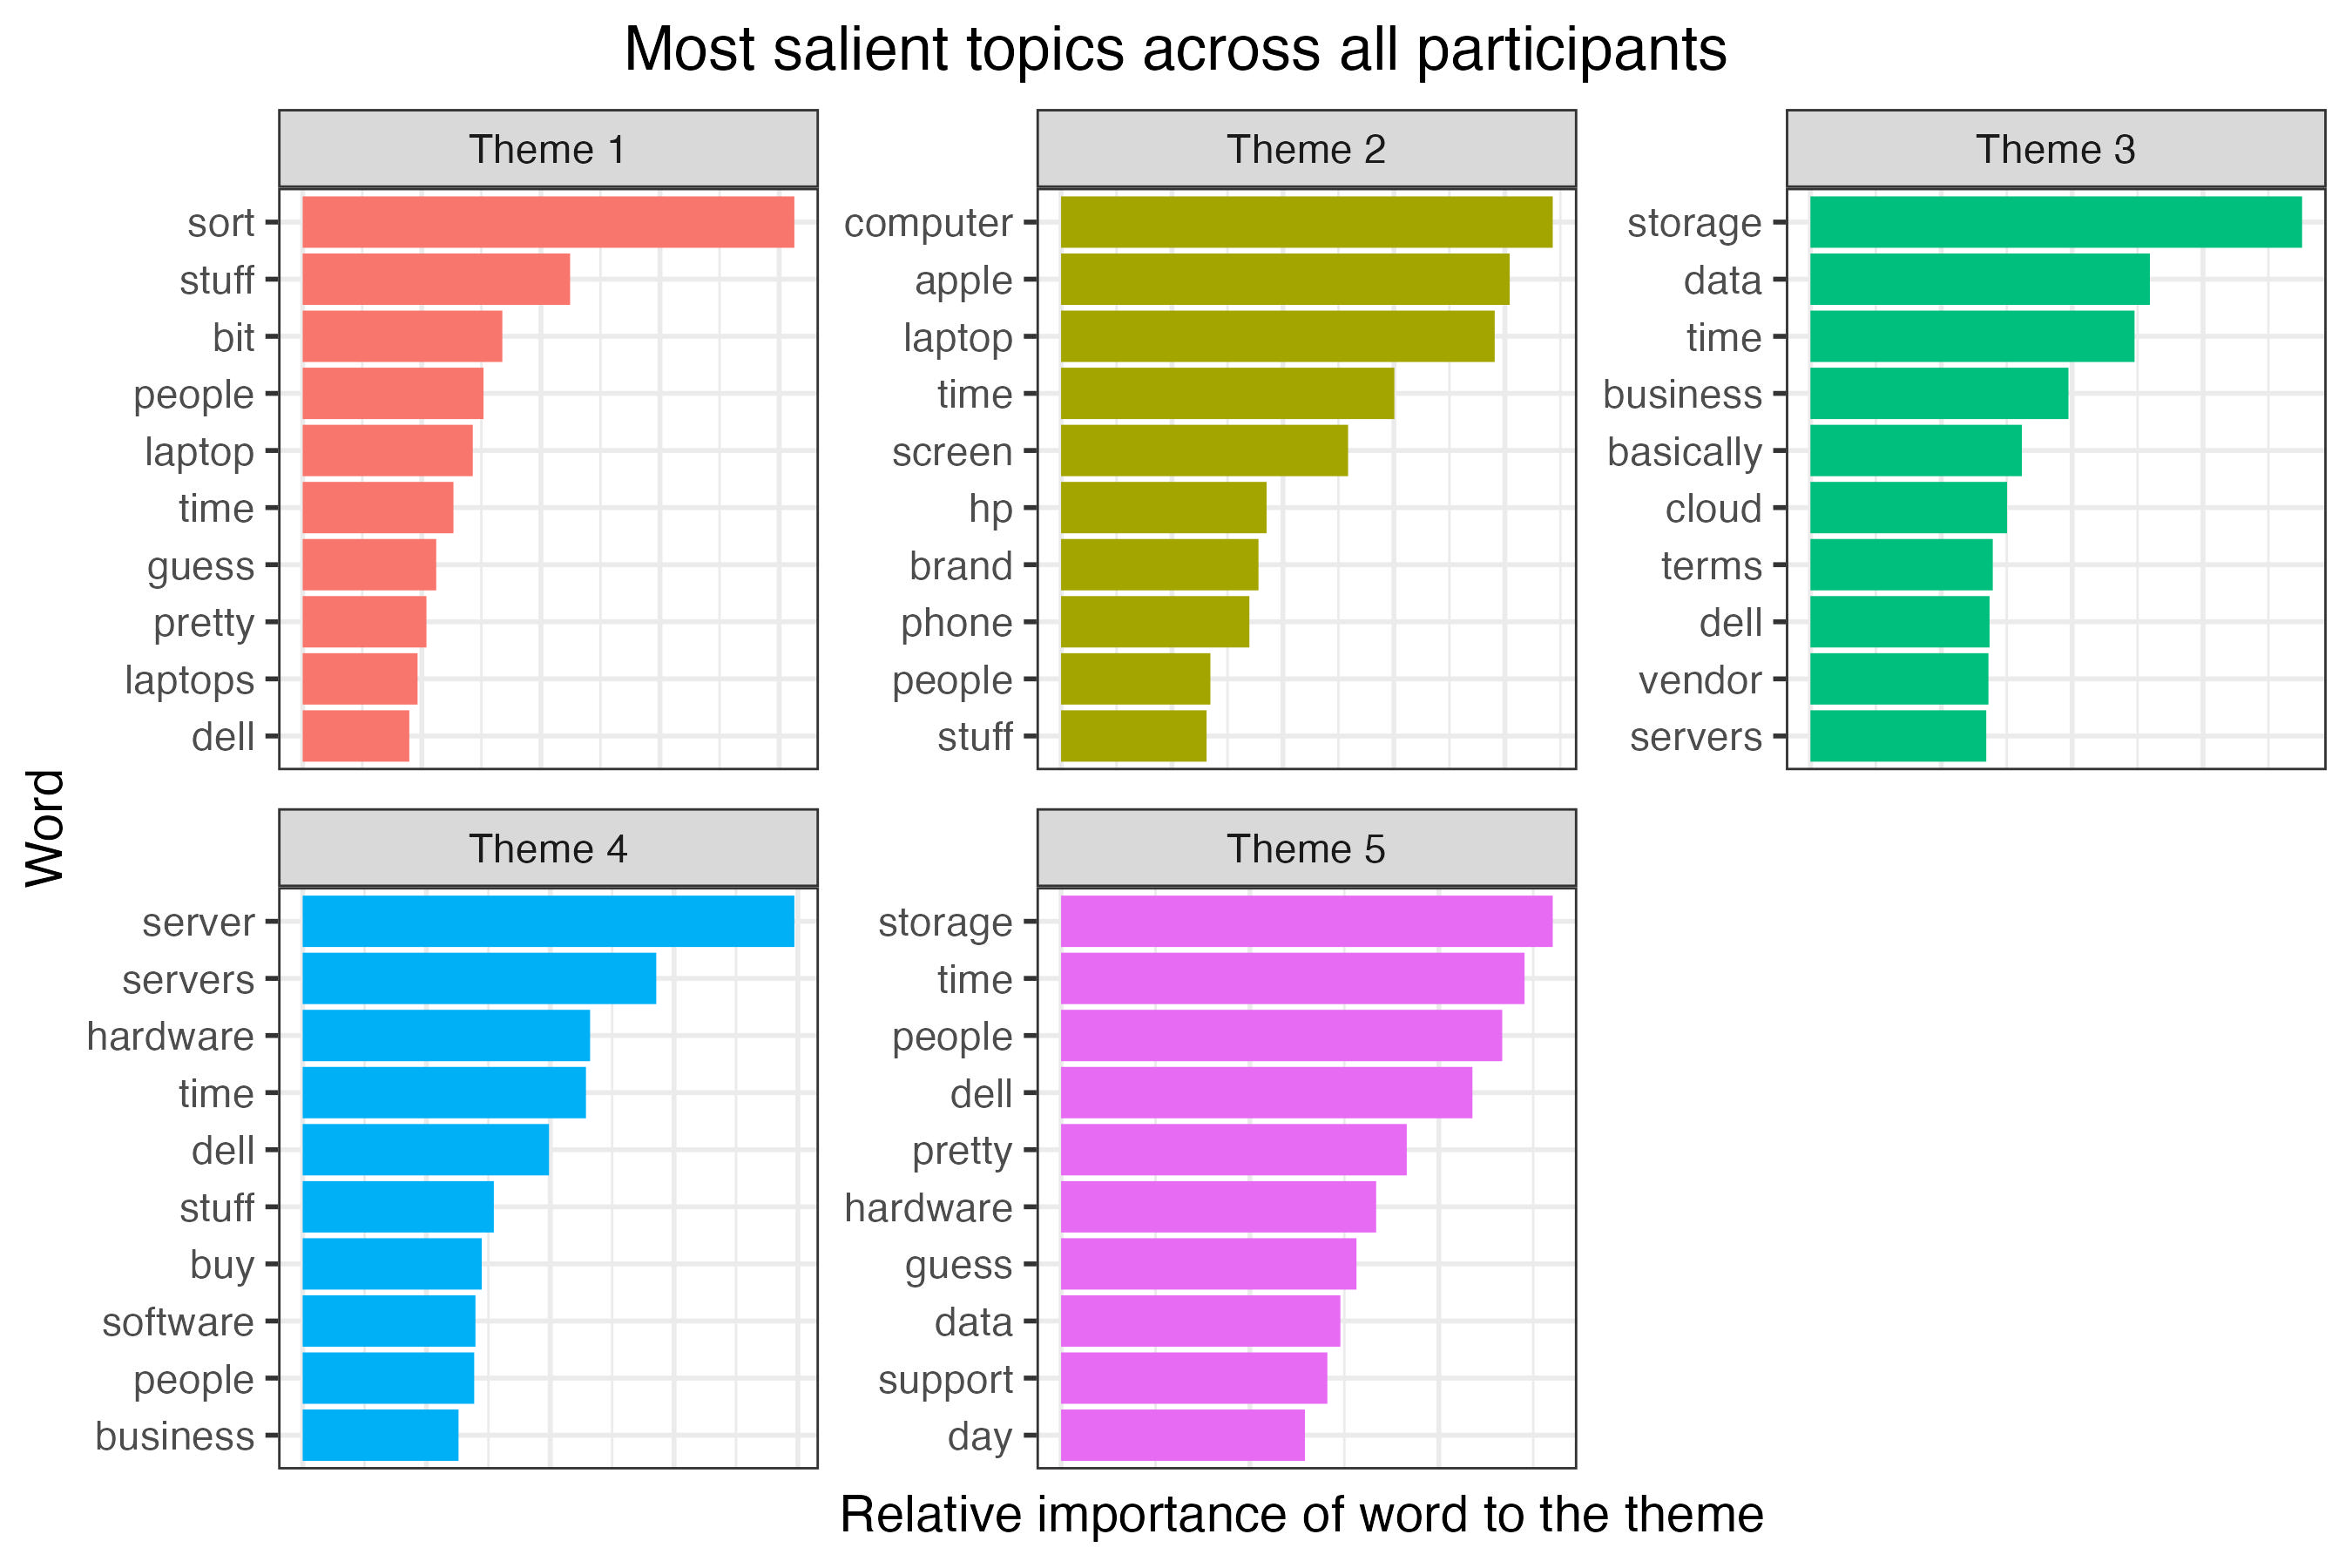 Most salient topics across all participants
Theme 1
sort
stuff
bit
people
laptop
time
guess
pretty
laptops
dell
Theme 2
computer
apple
laptop
time
screen
hp
brand
phone
people
stuff
Theme 3
storage
data
time
business
basically
cloud
terms
dell
vendor
servers
Word
Theme 4
server
servers
hardware
time
dell
stuff
buy
software
people
business
Theme 5
storage
time
people
dell
pretty
hardware
guess
data
support
day
Relative importance of word to the theme